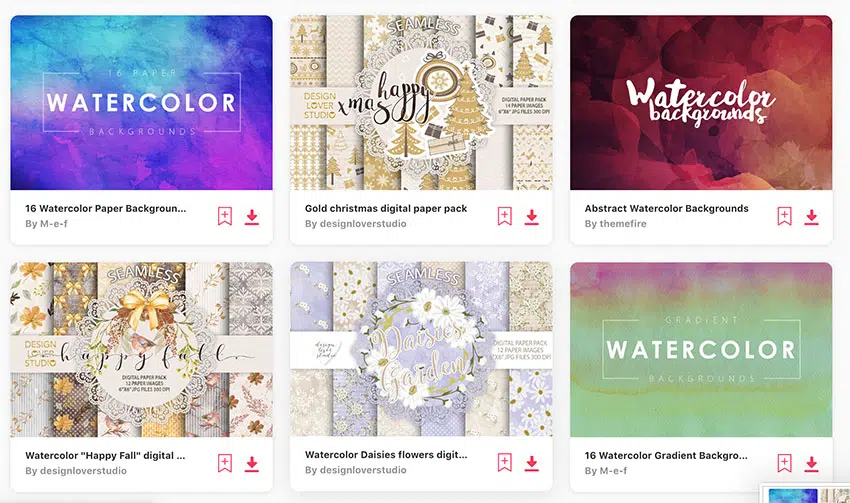 16 PAPER
WATERCOLOR
BACKGROUNDS
16 Watercolor Paper Backgroun...
By M-e-f
SEAMLESS
DESIGN
LOVER
STUDIO
happy
xmas
DIGITAL PAPER PACK
14 PAPER IMAGES
6"X6" JPG FILES 300 DPI
Gold christmas digital paper pack
By designloverstudio
Watercolor
backgrounds
Abstract Watercolor Backgrounds
By themefire
SEAMLESS
DESIGN
LOVER
STUDIO
happy fall
DIGITAL PAPER PACK
12 PAPER IMAGES
6"X6" JPG FILES 300 DPI
Watercolor "Happy Fall" digital ...
By designloverstudio
SEAMLESS
design
love
studio
Daisies
Garden
DIGITAL PAPER PACK
12 PAPER IMAGES
6"X6" JPG FILES 300 DPI
Watercolor Daisies flowers digit...
By designloverstudio
GRADIENT
WATERCOLOR
BACKGROUNDS
16 Watercolor Gradient Backgro...
By M-e-f